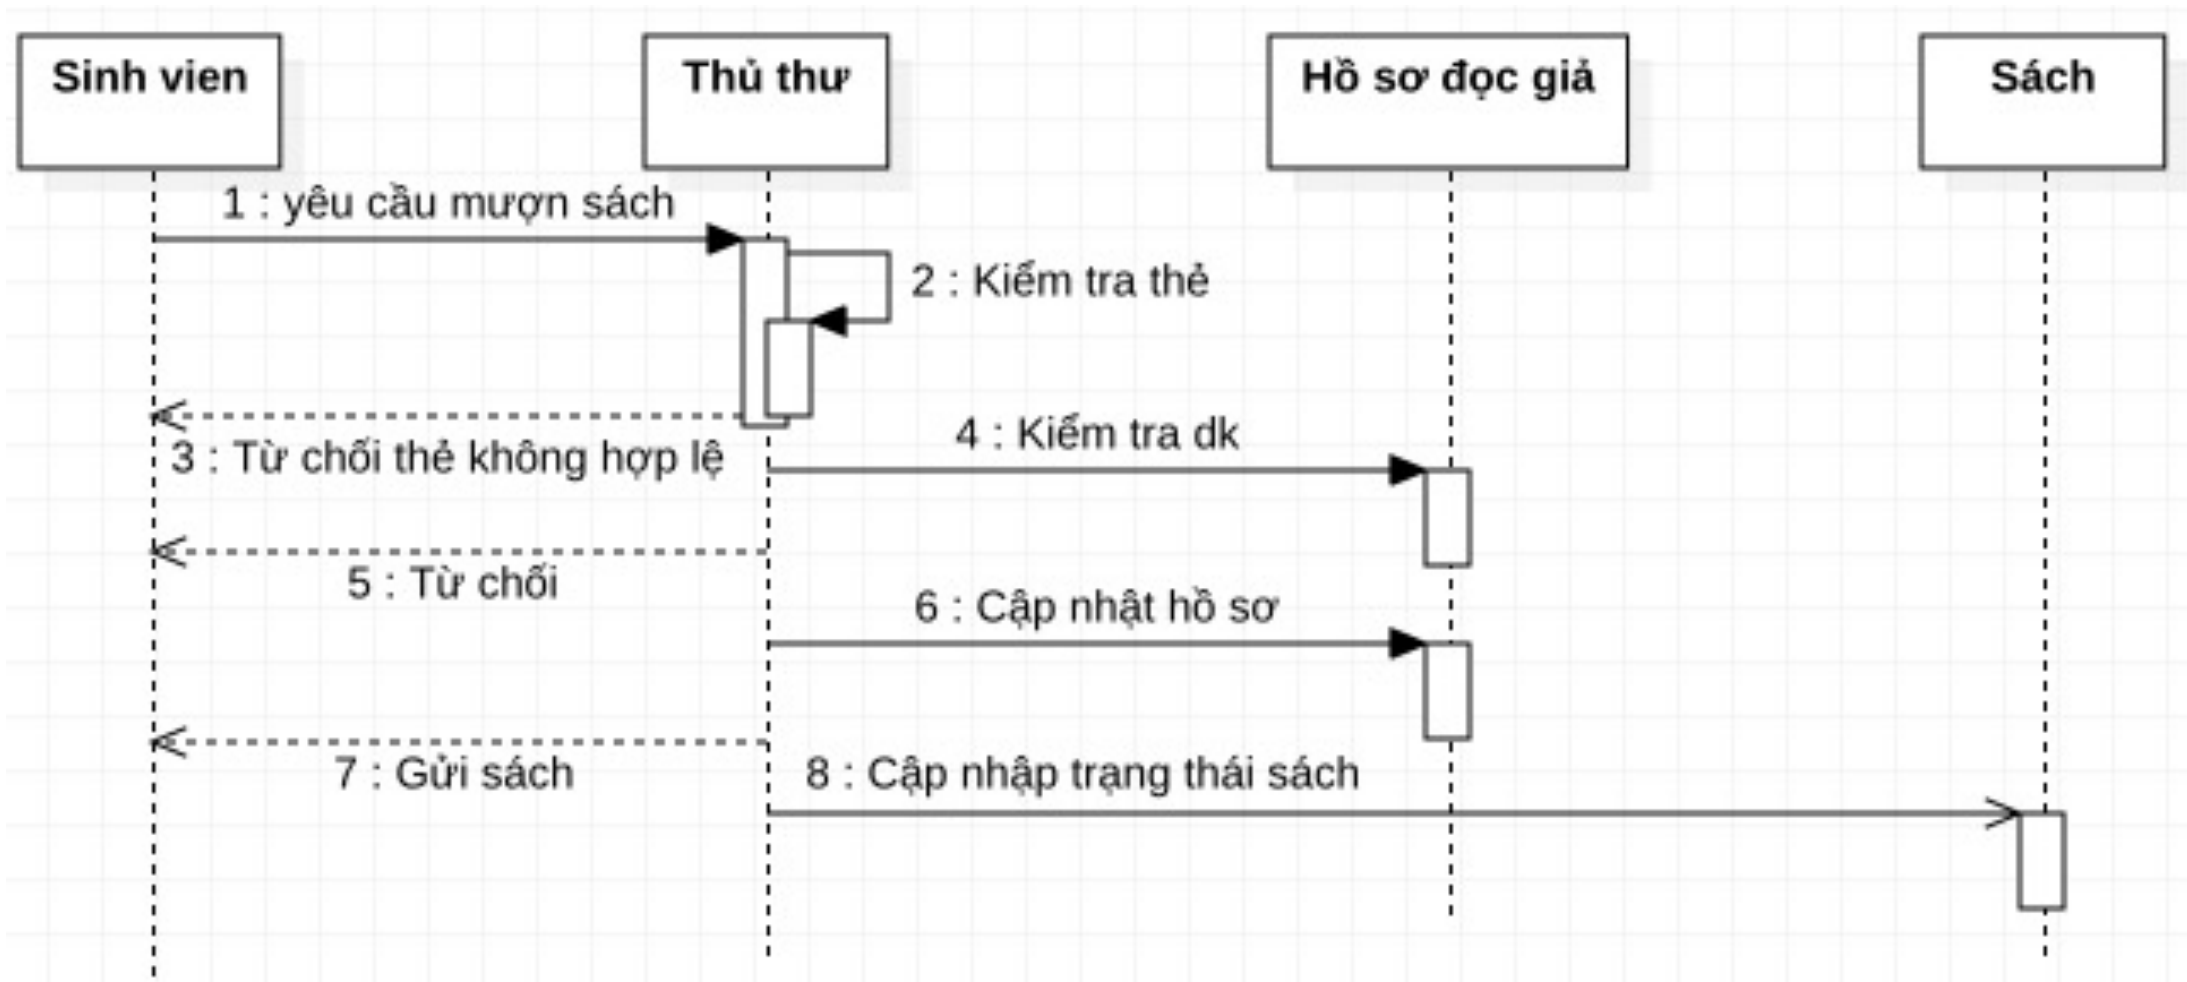 Sinh vien
Thủ thư
Hồ sơ đọc giả
Sách
1 : yêu cầu mượn sách
2 : Kiểm tra thẻ
3 : Từ chối thẻ không hợp lệ
4 : Kiểm tra dk
5 : Từ chối
6 : Cập nhật hồ sơ
7 : Gửi sách
8 : Cập nhập trạng thái sách